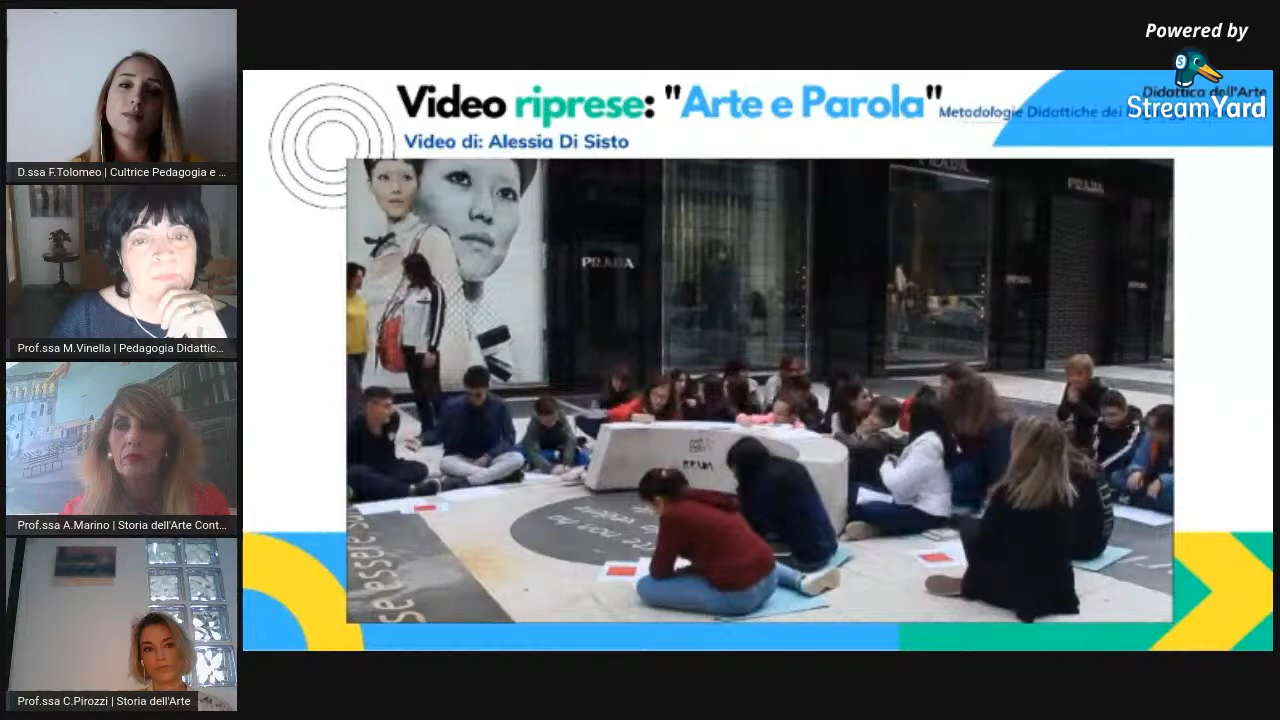 Powered by
StreamYard
Video riprese: "Arte e Parola"
Didattica dell'Arte
Metodologie Didattiche dei
Video di: Alessia Di Sisto
PRADA
PRADA
PRADA
D.ssa F.Tolomeo | Cultrice Pedagogia e ...
Prof.ssa M.Vinella | Pedagogia Didattic...
Prof.ssa A.Marino | Storia dell'Arte Cont...
Prof.ssa C.Pirozzi | Storia dell'Arte